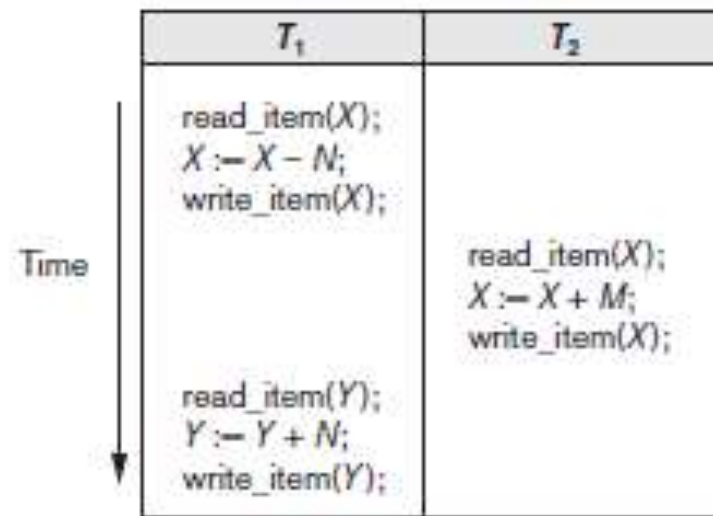 T₁ T₂
read_item(X);
X := X – N;
write_item(X);
Time
read_item(X);
X := X + M;
write_item(X);
read_item(Y);
Y := Y + N;
write_item(Y);